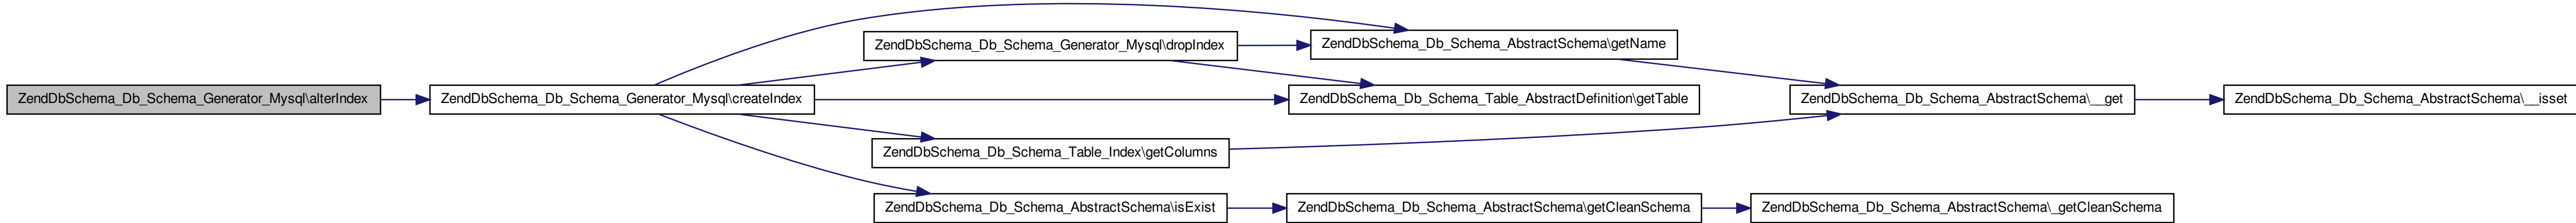 ZendDbSchema_Db_Schema_Generator_Mysql\alterIndex
ZendDbSchema_Db_Schema_Generator_Mysql\createIndex
ZendDbSchema_Db_Schema_Generator_Mysql\dropIndex
ZendDbSchema_Db_Schema_AbstractSchema\getName
ZendDbSchema_Db_Schema_Table_AbstractDefinition\getTable
ZendDbSchema_Db_Schema_AbstractSchema\__get
ZendDbSchema_Db_Schema_AbstractSchema\__isset
ZendDbSchema_Db_Schema_Table_Index\getColumns
ZendDbSchema_Db_Schema_AbstractSchema\isExist
ZendDbSchema_Db_Schema_AbstractSchema\getCleanSchema
ZendDbSchema_Db_Schema_AbstractSchema\_getCleanSchema